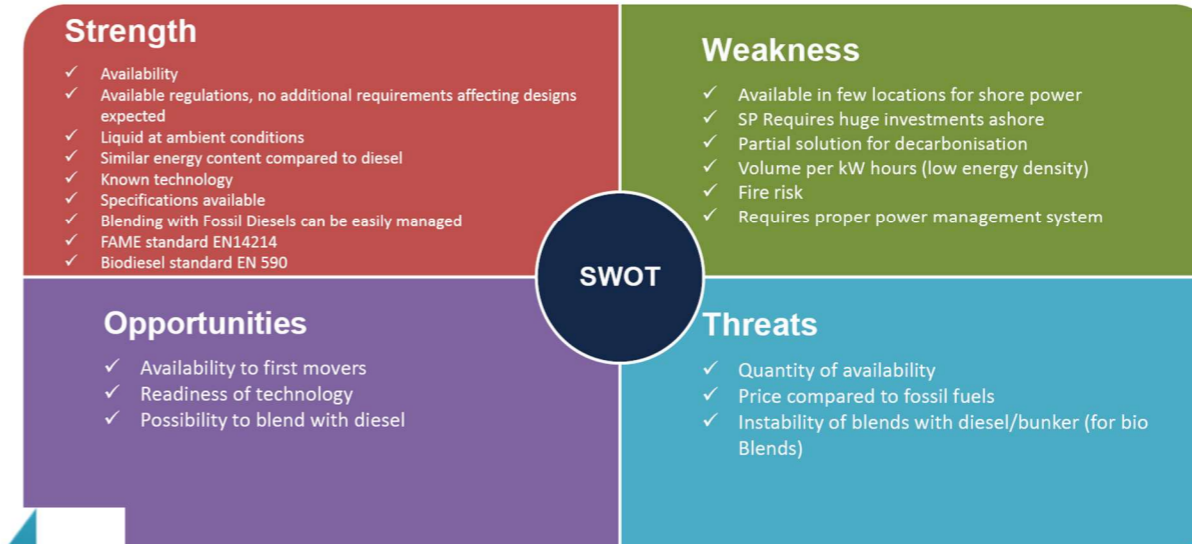 Strength
✓ Availability
✓ Available regulations, no additional requirements affecting designs
expected
✓ Liquid at ambient conditions
✓ Similar energy content compared to diesel
✓ Known technology
✓ Specifications available
✓ Blending with Fossil Diesels can be easily managed
✓ FAME standard EN14214
✓ Biodiesel standard EN 590
Weakness
✓ Available in few locations for shore power
✓ SP Requires huge investments ashore
✓ Partial solution for decarbonisation
✓ Volume per kW hours (low energy density)
✓ Fire risk
✓ Requires proper power management system
SWOT
Opportunities
✓ Availability to first movers
✓ Readiness of technology
✓ Possibility to blend with diesel
Threats
✓ Quantity of availability
✓ Price compared to fossil fuels
✓ Instability of blends with diesel/bunker (for bio
Blends)